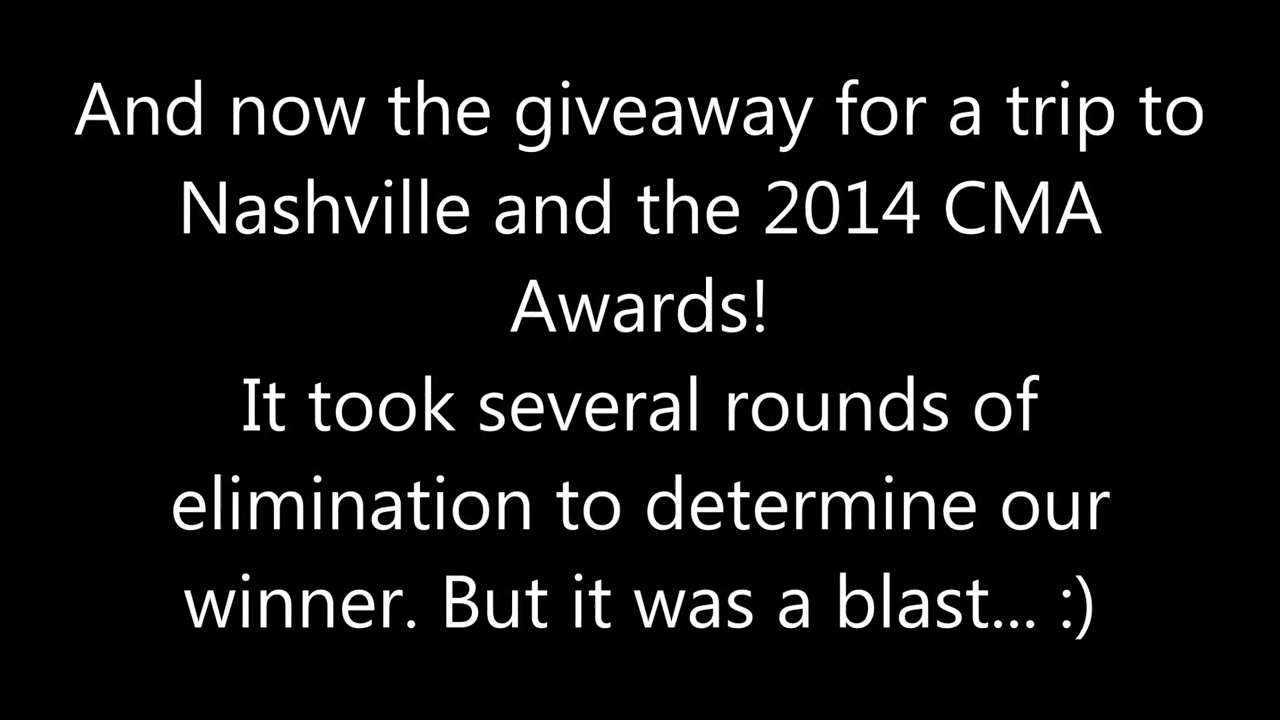 And now the giveaway for a trip to
Nashville and the 2014 CMA
Awards!
It took several rounds of
elimination to determine our
winner. But it was a blast... :)